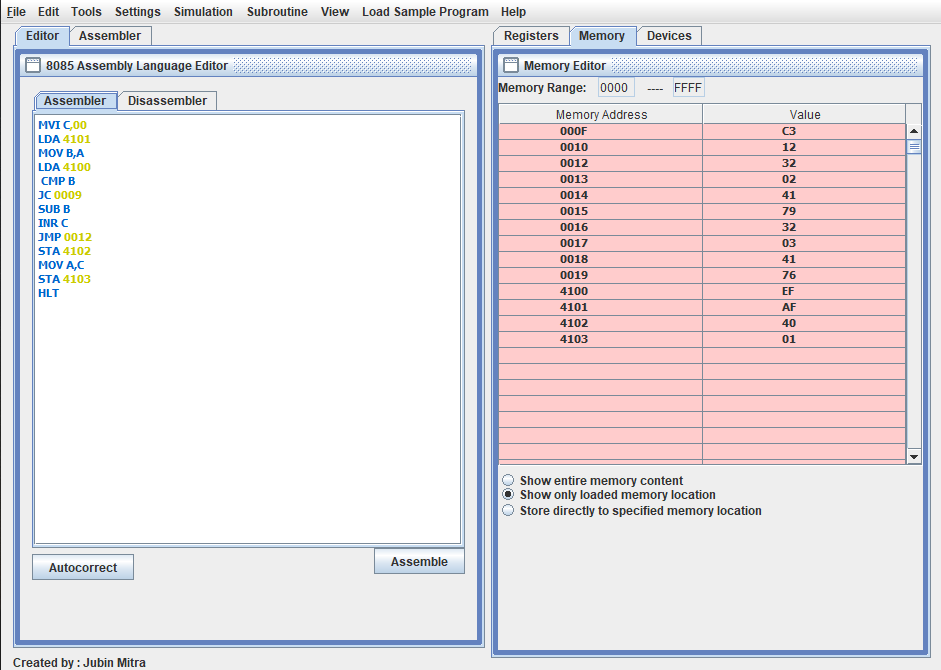 File Edit Tools Settings Simulation Subroutine View Load Sample Program Help
Editor Assembler
Registers Memory Devices
8085 Assembly Language Editor
Assembler Disassembler
MVI C,00
LDA 4101
MOV B,A
LDA 4100
CMP B
JC 0009
SUB B
INR C
JMP 0012
STA 4102
MOV A,C
STA 4103
HLT
Autocorrect
Assemble
Memory Editor
Memory Range: 0000 ---- FFFF
Memory Address Value
000F C3
0010 12
0012 32
0013 02
0014 41
0015 79
0016 32
0017 03
0018 41
0019 76
4100 EF
4101 AF
4102 40
4103 01
Show entire memory content
Show only loaded memory location
Store directly to specified memory location
Created by : Jubin Mitra